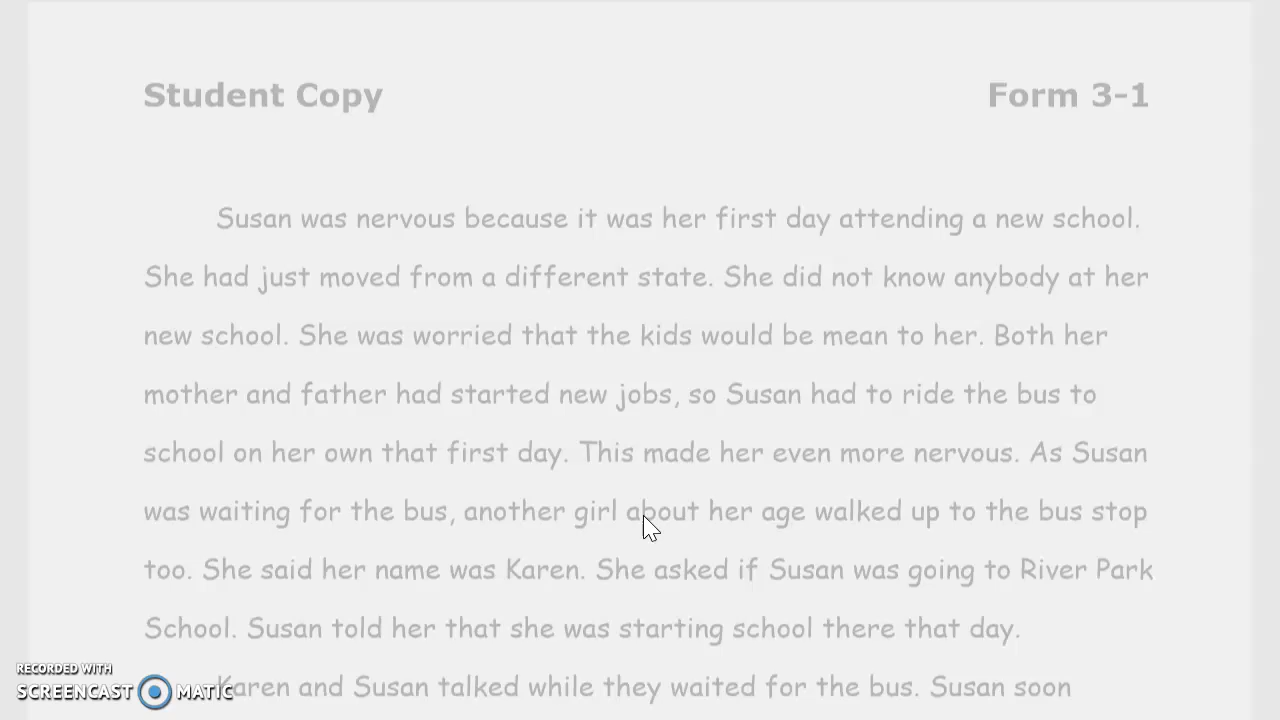 Student Copy Form 3-1
Susan was nervous because it was her first day attending a new school.
She had just moved from a different state. She did not know anybody at her
new school. She was worried that the kids would be mean to her. Both her
mother and father had started new jobs, so Susan had to ride the bus to
school on her own that first day. This made her even more nervous. As Susan
was waiting for the bus, another girl about her age walked up to the bus stop
too. She said her name was Karen. She asked if Susan was going to River Park
School. Susan told her that she was starting school there that day.
Karen and Susan talked while they waited for the bus. Susan soon
RECORDED WITH
SCREENCAST MATIC